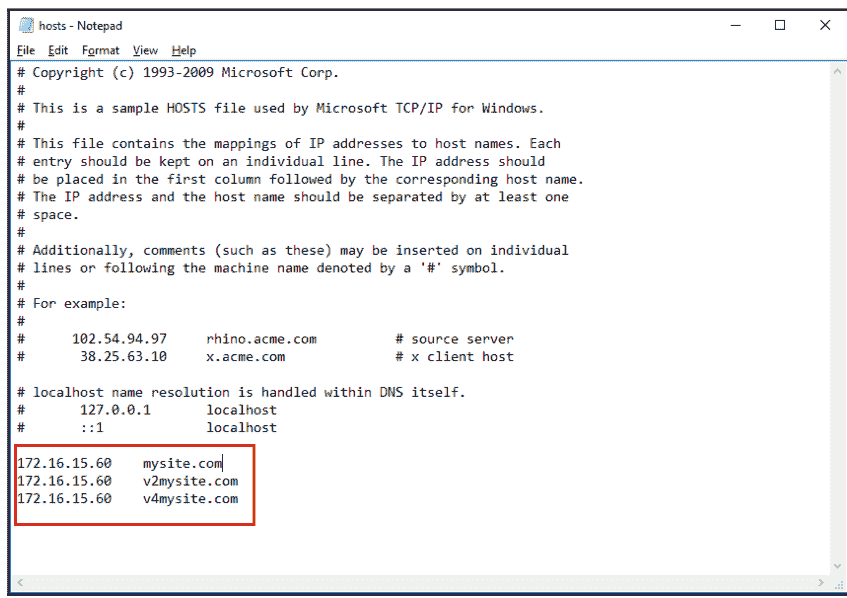 hosts - Notepad
File Edit Format View Help
# Copyright (c) 1993-2009 Microsoft Corp.
#
# This is a sample HOSTS file used by Microsoft TCP/IP for Windows.
#
# This file contains the mappings of IP addresses to host names. Each
# entry should be kept on an individual line. The IP address should
# be placed in the first column followed by the corresponding host name.
# The IP address and the host name should be separated by at least one
# space.
#
# Additionally, comments (such as these) may be inserted on individual
# lines or following the machine name denoted by a '#' symbol.
#
# For example:
#
#      102.54.94.97     rhino.acme.com          # source server
#       38.25.63.10     x.acme.com              # x client host

# localhost name resolution is handled within DNS itself.
#       127.0.0.1       localhost
#       ::1             localhost

172.16.15.60    mysite.com
172.16.15.60    v2mysite.com
172.16.15.60    v4mysite.com